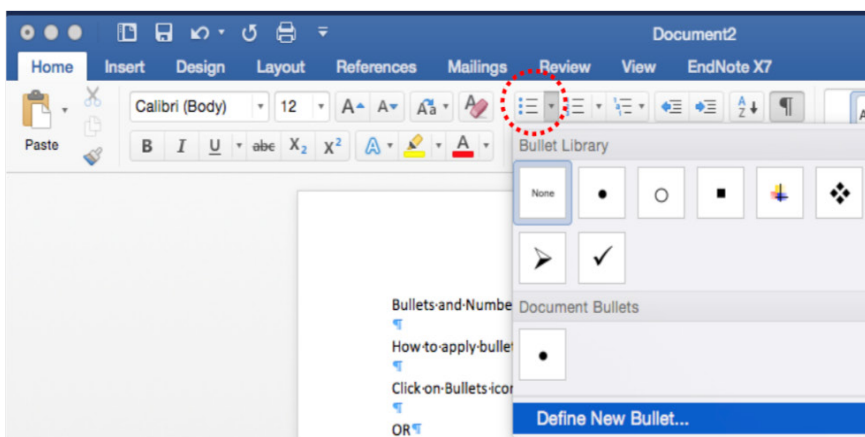 Document2
Home Insert Design Layout References Mailings Review View EndNote X7
Calibri (Body) 12 A A Aa
Paste B I U abc X2 X2 A A
Bullet Library
None
Bullets·and·Numbe
Document Bullets
¶
How·to·apply·bullet
¶
Click·on·Bullets·icon
¶
Define New Bullet...
OR¶